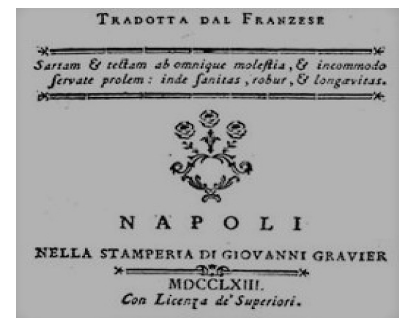 TRADOTTA DAL FRANZESE
Sartam & tectam ab omnique molestia, & incommodo
servate prolem: inde sanitas, robur, & longævitas.
NAPOLI
NELLA STAMPERIA DI GIOVANNI GRAVIER
MDCCLXIII.
Con Licenza de' Superiori.